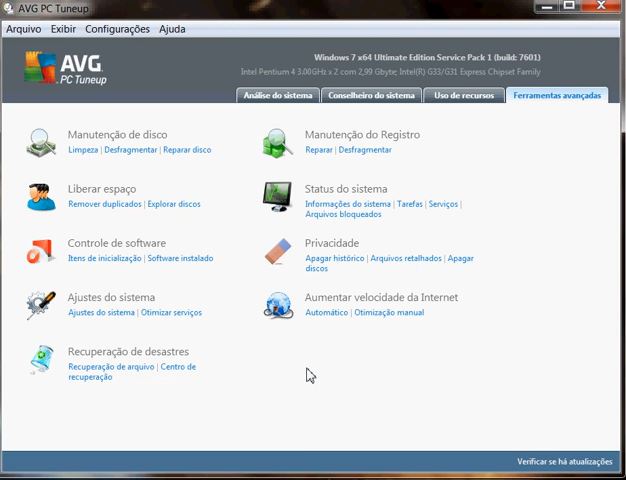 AVG PC Tuneup
Arquivo Exibir Configurações Ajuda
AVG
PC Tuneup
Windows 7 x64 Ultimate Edition Service Pack 1 (build: 7601)
Intel Pentium 4 3.00GHz x 2 com 2,99 Gbyte; Intel(R) G33/G31 Express Chipset Family
Análise do sistema Conselheiro do sistema Uso de recursos Ferramentas avançadas
Manutenção de disco
Limpeza | Desfragmentar | Reparar disco
Manutenção do Registro
Reparar | Desfragmentar
Liberar espaço
Remover duplicados | Explorar discos
Status do sistema
Informações do sistema | Tarefas | Serviços |
Arquivos bloqueados
Controle de software
Itens de inicialização | Software instalado
Privacidade
Apagar histórico | Arquivos retalhados | Apagar
discos
Ajustes do sistema
Ajustes do sistema | Otimizar serviços
Aumentar velocidade da Internet
Automático | Otimização manual
Recuperação de desastres
Recuperação de arquivo | Centro de
recuperação
Verificar se há atualizações